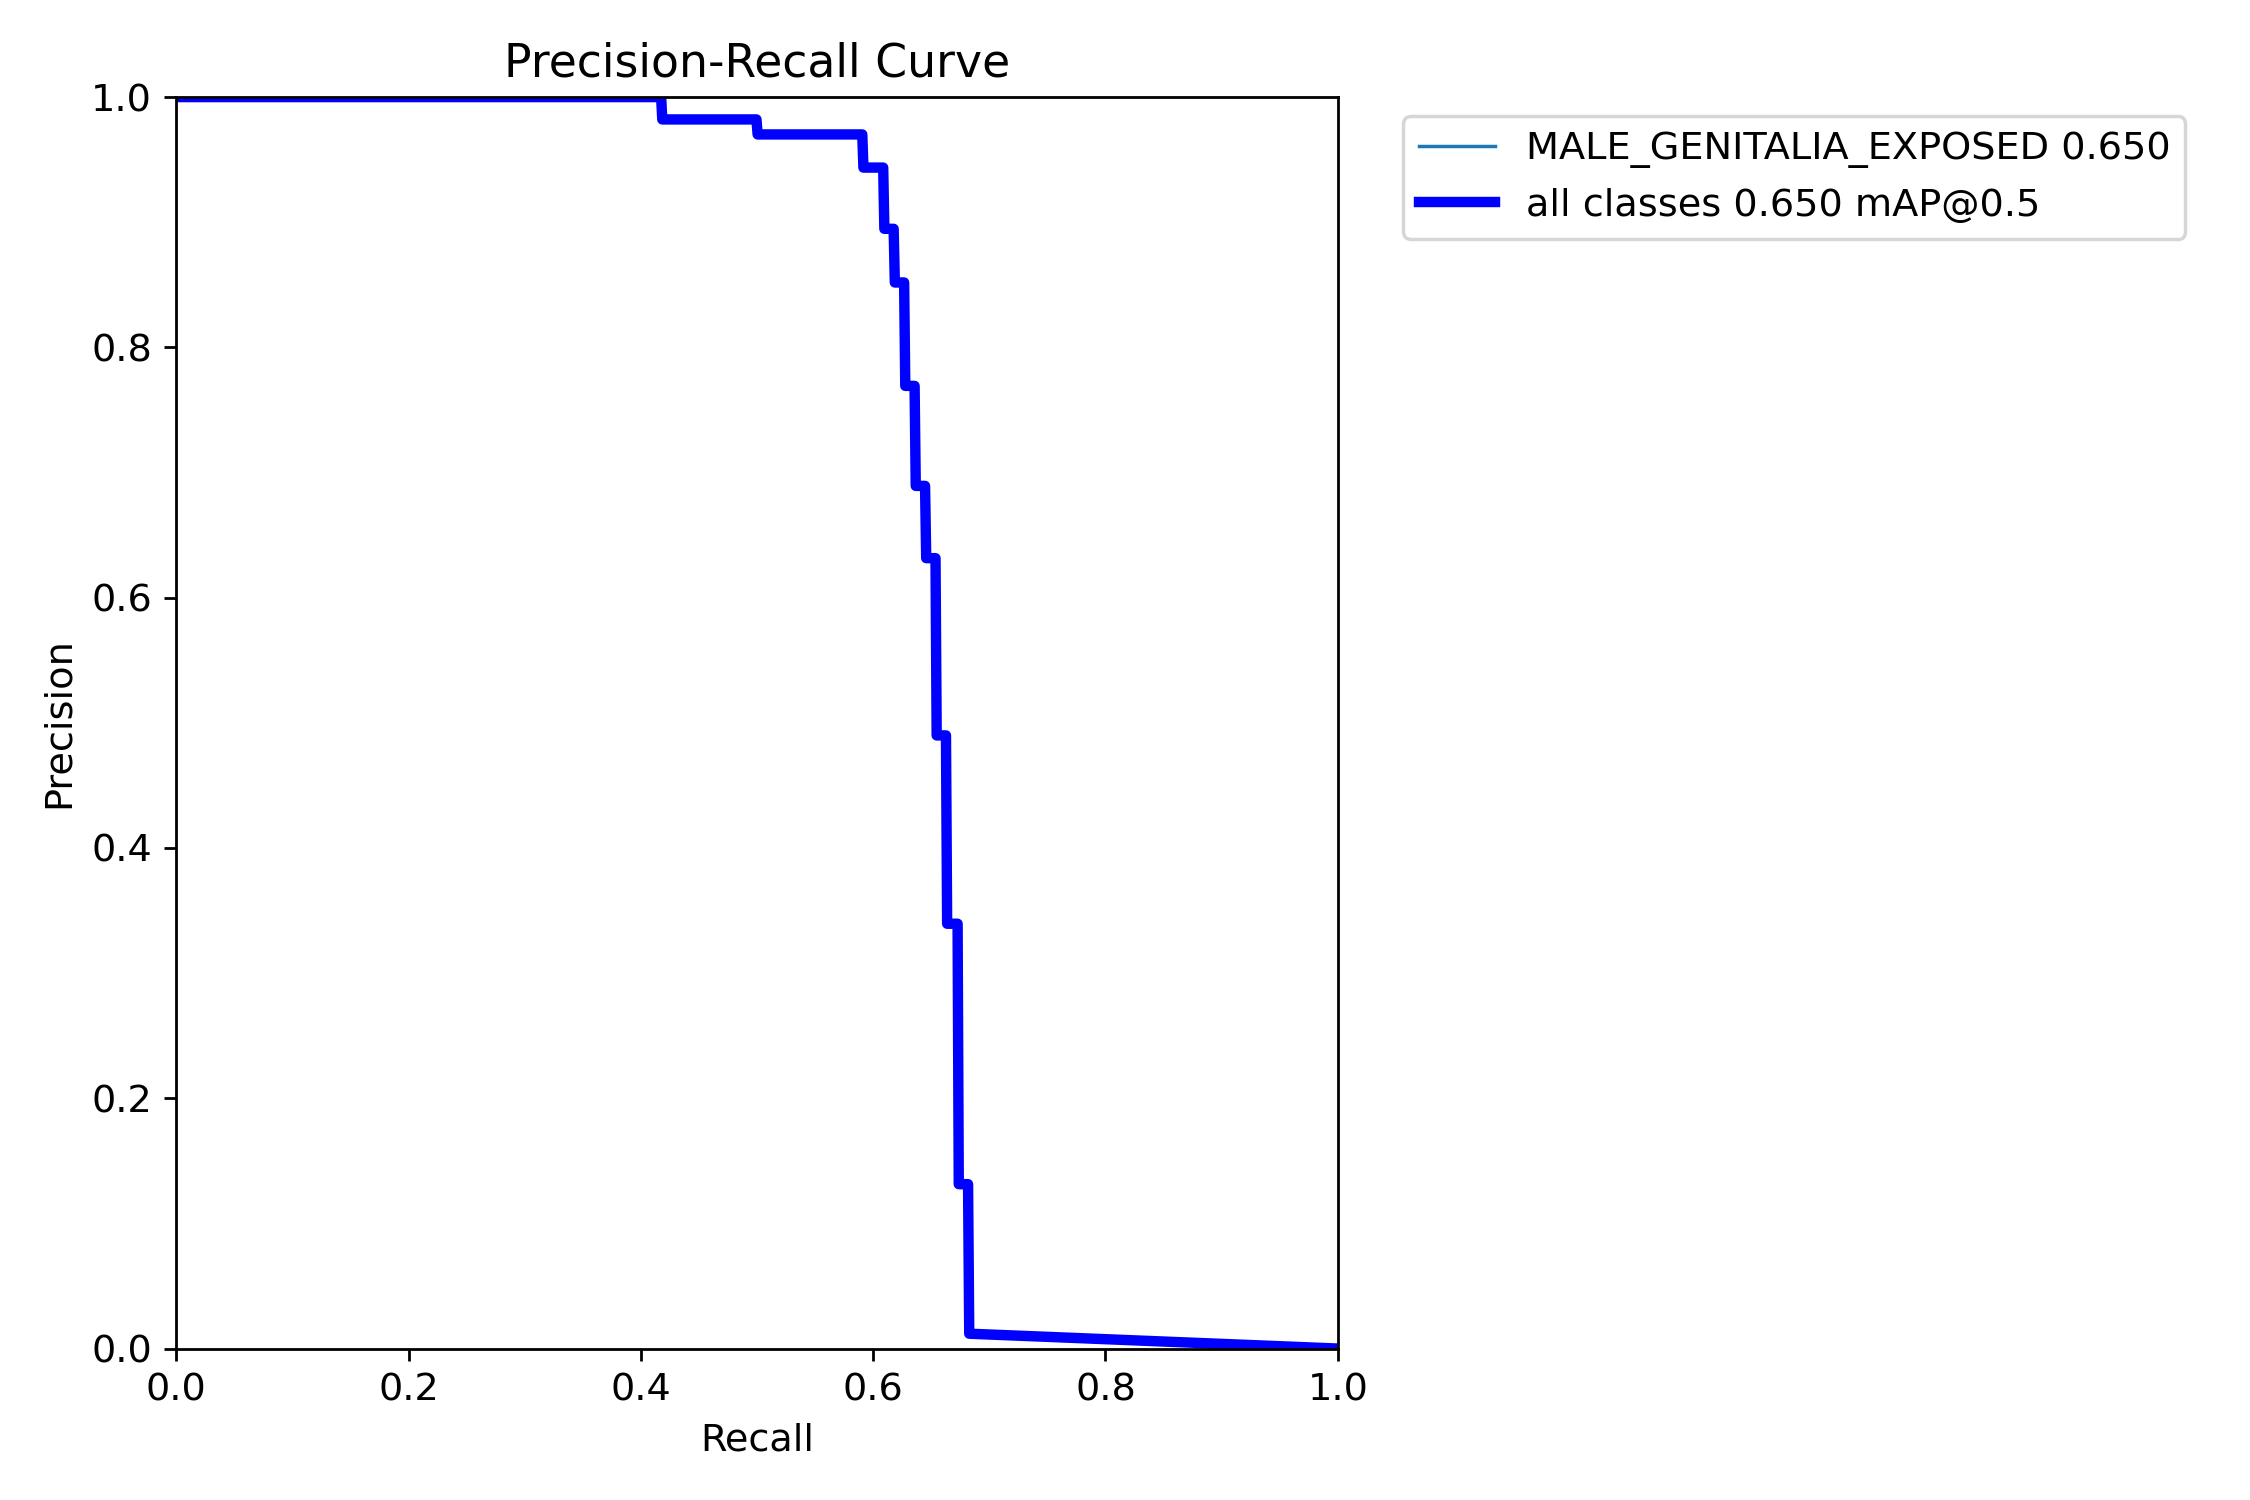 Precision-Recall Curve
1.0
0.8
0.6
0.4
0.2
0.0
Precision
0.0 0.2 0.4 0.6 0.8 1.0
Recall
MALE_GENITALIA_EXPOSED 0.650
all classes 0.650 mAP@0.5